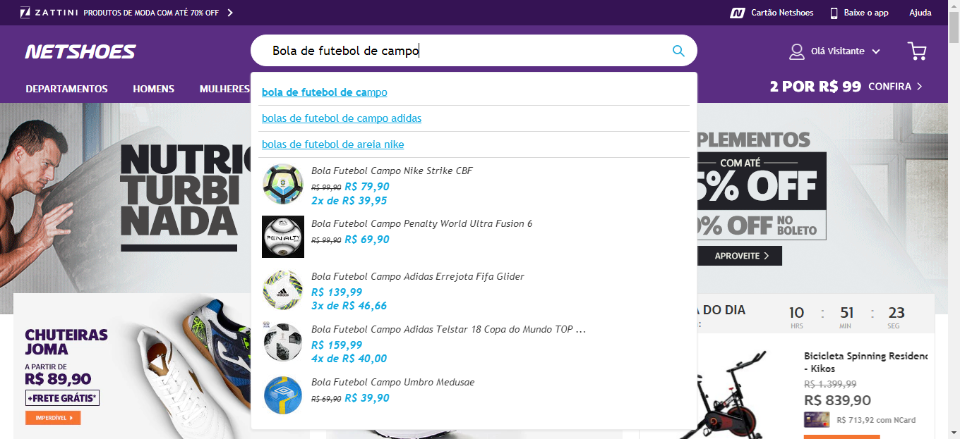 ZATTINI PRODUTOS DE MODA COM ATÉ 70% OFF
Cartão Netshoes
Baixe o app
Ajuda
NETSHOES
Bola de futebol de campo
Olá Visitante
DEPARTAMENTOS HOMENS MULHERES
2 POR R$ 99 CONFIRA
bola de futebol de campo
bolas de futebol de campo adidas
bolas de futebol de areia nike
Bola Futebol Campo Nike Strike CBF
R$ 99,90 R$ 79,90
2x de R$ 39,95
Bola Futebol Campo Penalty World Ultra Fusion 6
R$ 99,90 R$ 69,90
PENALTY
Bola Futebol Campo Adidas Errejota Fifa Glider
R$ 139,99
3x de R$ 46,66
Bola Futebol Campo Adidas Telstar 18 Copa do Mundo TOP ...
R$ 159,99
4x de R$ 40,00
Bola Futebol Campo Umbro Medusae
R$ 69,90 R$ 39,90
NUTRI
TURBI
NADA
PLEMENTOS
COM ATÉ
5% OFF
0% OFF NO
BOLETO
APROVEITE
CHUTEIRAS
JOMA
A PARTIR DE
R$ 89,90
+FRETE GRÁTIS*
IMPERDÍVEL
A DO DIA
10 : 51 : 23
HRS MIN SEG
Bicicleta Spinning Residenc
- Kikos
R$ 1.399,99
R$ 839,90
R$ 713,92 com NCard